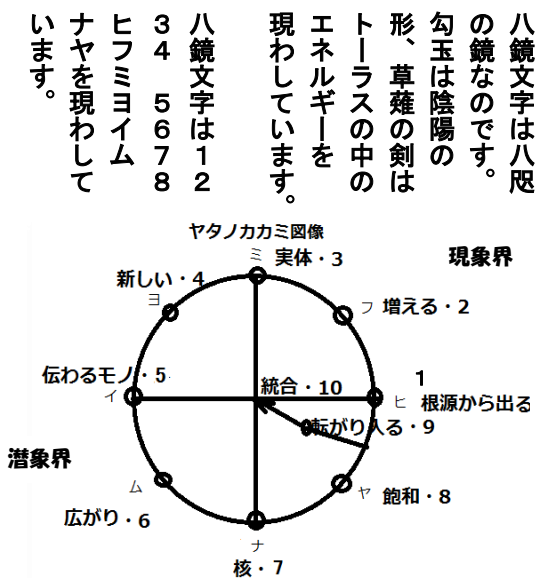 八鏡文字は八咫
の鏡なのです。
勾玉は陰陽の
形、草薙の剣は
トーラスの中の
エネルギーを
現わしています。
八鏡文字は１２
３４　５６７８
ヒフミヨイム
ナヤを現わして
います。
ヤタノカカミ図像
ミ
実体・3
現象界
新しい・4
ヨ
フ
増える・2
伝わるモノ・5
イ
統合・10
1
ヒ
根源から出る
転がり入る・9
潜象界
ム
広がり・6
ヤ
飽和・8
ナ
核・7